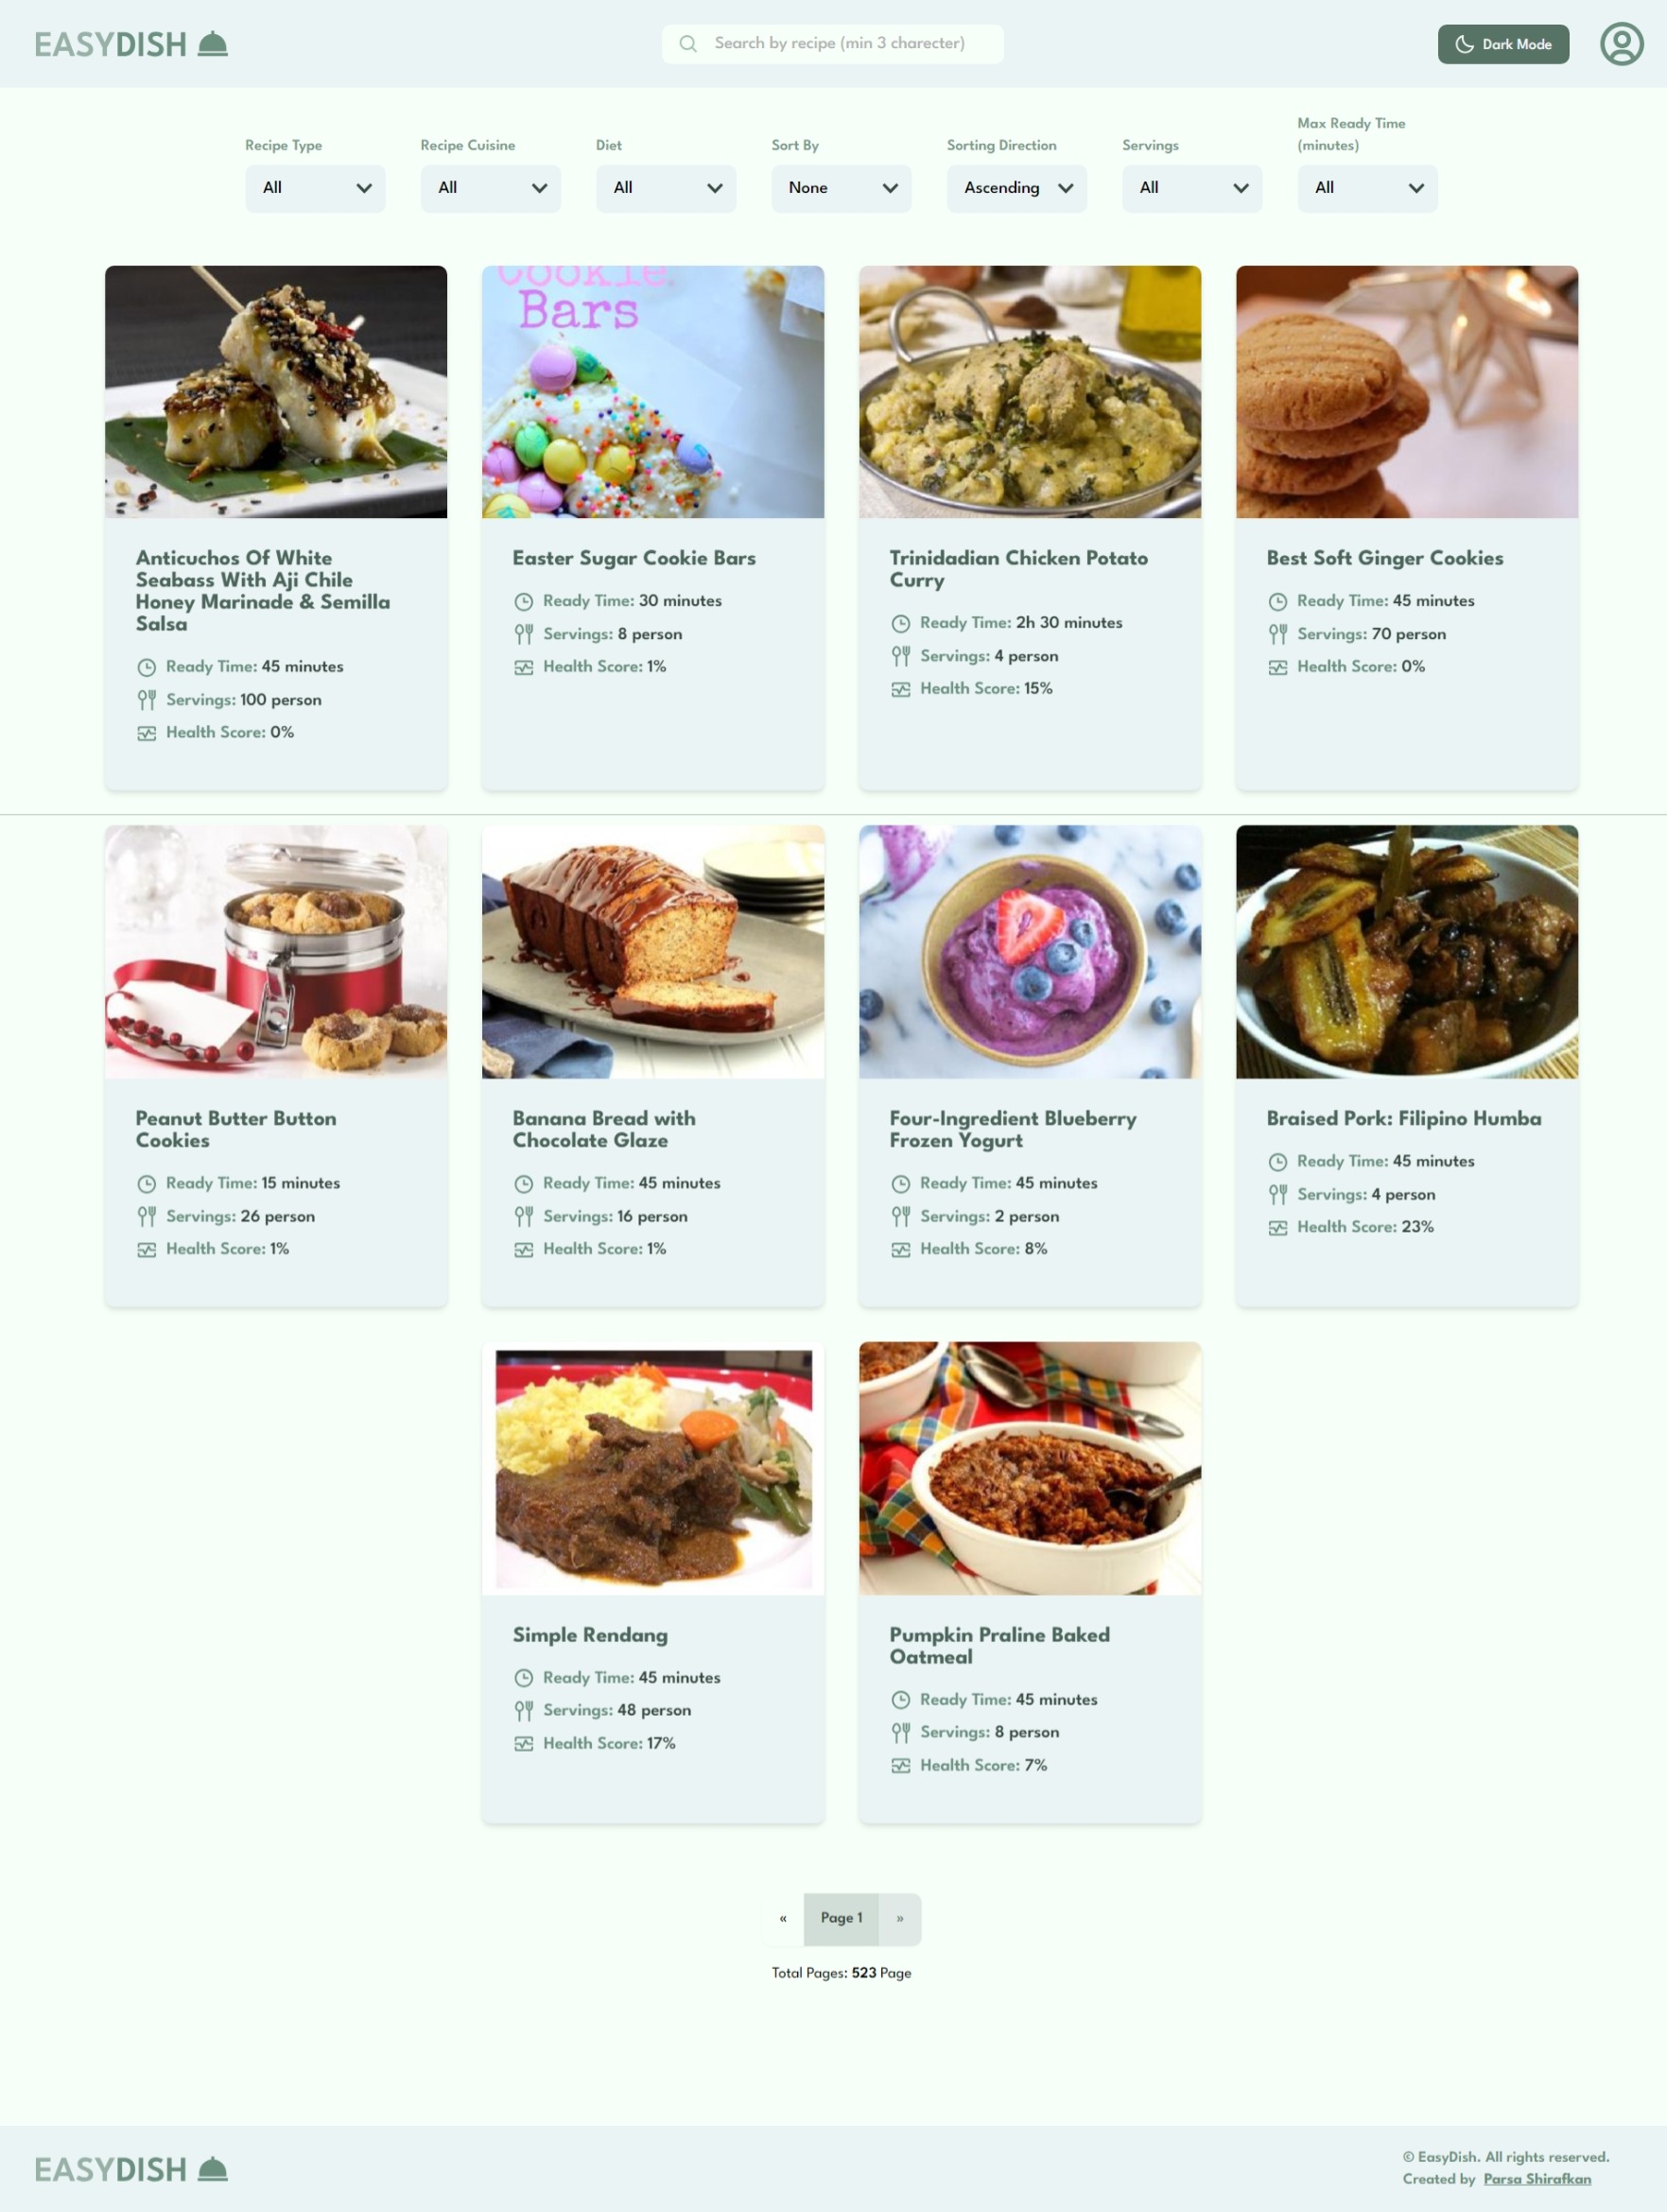 EASYDISH
Search by recipe (min 3 charecter)
Dark Mode
Recipe Type
Recipe Cuisine
Diet
Sort By
Sorting Direction
Servings
Max Ready Time
(minutes)
All
All
All
None
Ascending
All
All
Cookie
Bars
Anticuchos Of White
Seabass With Aji Chile
Honey Marinade & Semilla
Salsa
Ready Time: 45 minutes
Servings: 100 person
Health Score: 0%
Easter Sugar Cookie Bars
Ready Time: 30 minutes
Servings: 8 person
Health Score: 1%
Trinidadian Chicken Potato
Curry
Ready Time: 2h 30 minutes
Servings: 4 person
Health Score: 15%
Best Soft Ginger Cookies
Ready Time: 45 minutes
Servings: 70 person
Health Score: 0%
Peanut Butter Button
Cookies
Ready Time: 15 minutes
Servings: 26 person
Health Score: 1%
Banana Bread with
Chocolate Glaze
Ready Time: 45 minutes
Servings: 16 person
Health Score: 1%
Four-Ingredient Blueberry
Frozen Yogurt
Ready Time: 45 minutes
Servings: 2 person
Health Score: 8%
Braised Pork: Filipino Humba
Ready Time: 45 minutes
Servings: 4 person
Health Score: 23%
Simple Rendang
Ready Time: 45 minutes
Servings: 48 person
Health Score: 17%
Pumpkin Praline Baked
Oatmeal
Ready Time: 45 minutes
Servings: 8 person
Health Score: 7%
« Page 1 »
Total Pages: 523 Page
EASYDISH
© EasyDish. All rights reserved.
Created by Parsa Shirafkan